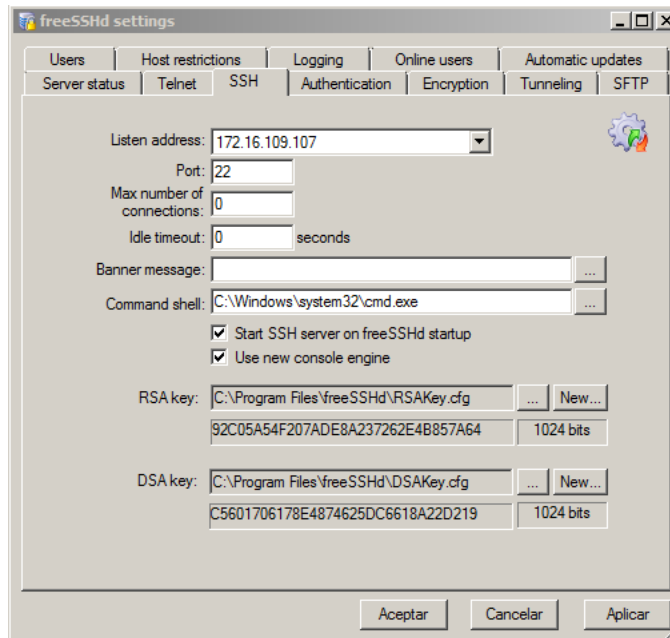 freeSSHd settings
Users Host restrictions Logging Online users Automatic updates
Server status Telnet SSH Authentication Encryption Tunneling SFTP
Listen address: 172.16.109.107
Port: 22
Max number of
connections: 0
Idle timeout: 0 seconds
Banner message: ...
Command shell: C:\Windows\system32\cmd.exe ...
Start SSH server on freeSSHd startup
Use new console engine
RSA key: C:\Program Files\freeSSHd\RSAKey.cfg ... New...
92C05A54F207ADE8A237262E4B857A64 1024 bits
DSA key: C:\Program Files\freeSSHd\DSAKey.cfg ... New...
C5601706178E4874625DC6618A22D219 1024 bits
Aceptar Cancelar Aplicar